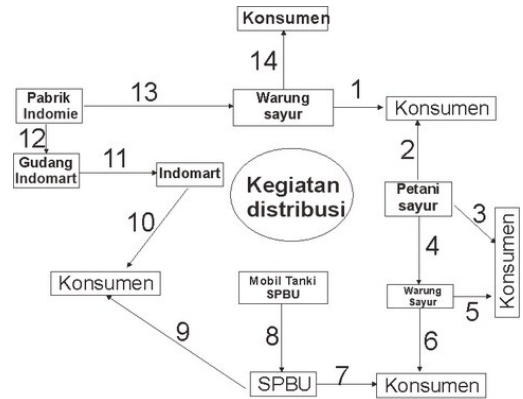 Konsumen
14
13
Pabrik
Indomie
Warung
sayur
1
Konsumen
12
2
Gudang
Indomart
11
Indomart
Kegiatan
distribusi
Petani
sayur
3
Konsumen
10
4
Konsumen
Mobil Tanki
SPBU
Warung
Sayur
5
9
8
6
SPBU
7
Konsumen